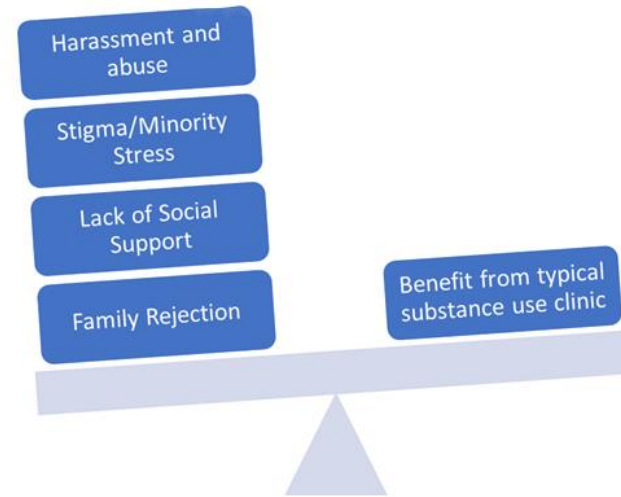 Harassment and
abuse
Stigma/Minority
Stress
Lack of Social
Support
Family Rejection
Benefit from typical
substance use clinic